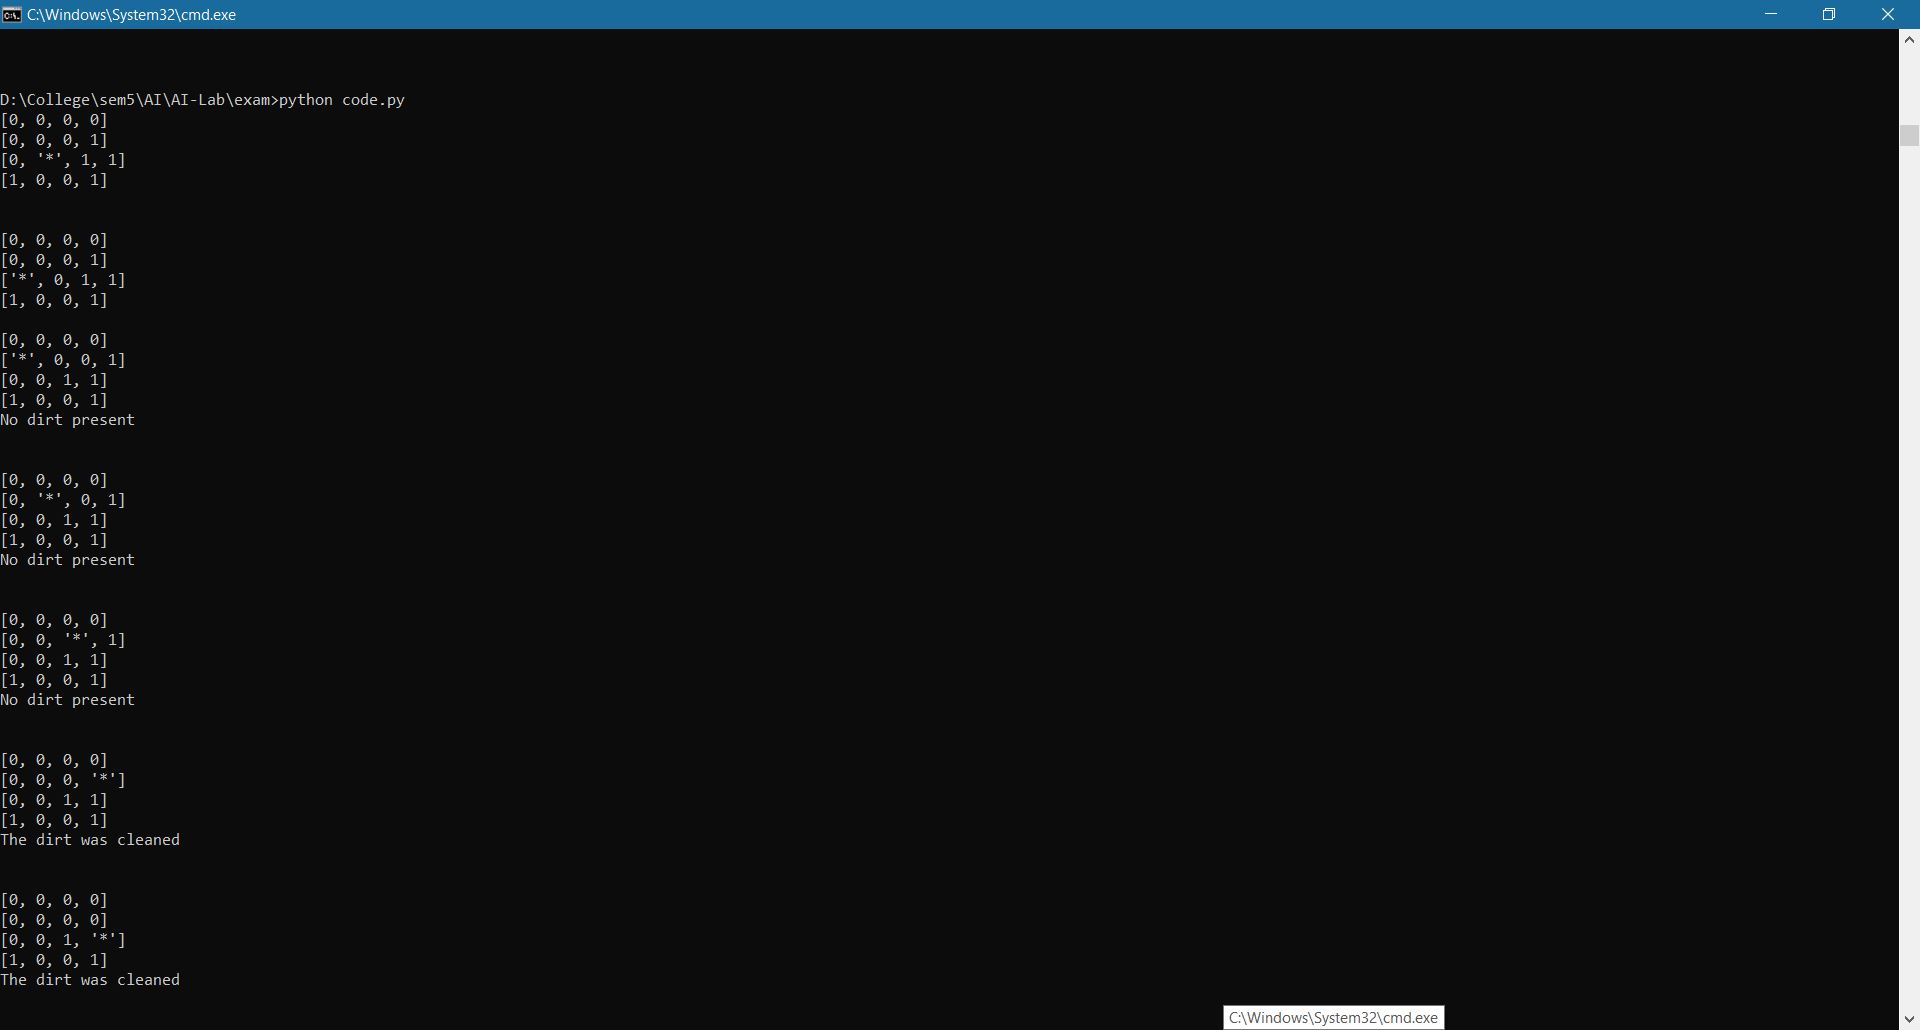 C:\Windows\System32\cmd.exe
D:\College\sem5\AI\AI-Lab\exam>python code.py
[0, 0, 0, 0]
[0, 0, 0, 1]
[0, '*', 1, 1]
[1, 0, 0, 1]
[0, 0, 0, 0]
[0, 0, 0, 1]
['*', 0, 1, 1]
[1, 0, 0, 1]
[0, 0, 0, 0]
['*', 0, 0, 1]
[0, 0, 1, 1]
[1, 0, 0, 1]
No dirt present
[0, 0, 0, 0]
[0, '*', 0, 1]
[0, 0, 1, 1]
[1, 0, 0, 1]
No dirt present
[0, 0, 0, 0]
[0, 0, '*', 1]
[0, 0, 1, 1]
[1, 0, 0, 1]
No dirt present
[0, 0, 0, 0]
[0, 0, 0, '*']
[0, 0, 1, 1]
[1, 0, 0, 1]
The dirt was cleaned
[0, 0, 0, 0]
[0, 0, 0, 0]
[0, 0, 1, '*']
[1, 0, 0, 1]
The dirt was cleaned
C:\Windows\System32\cmd.exe